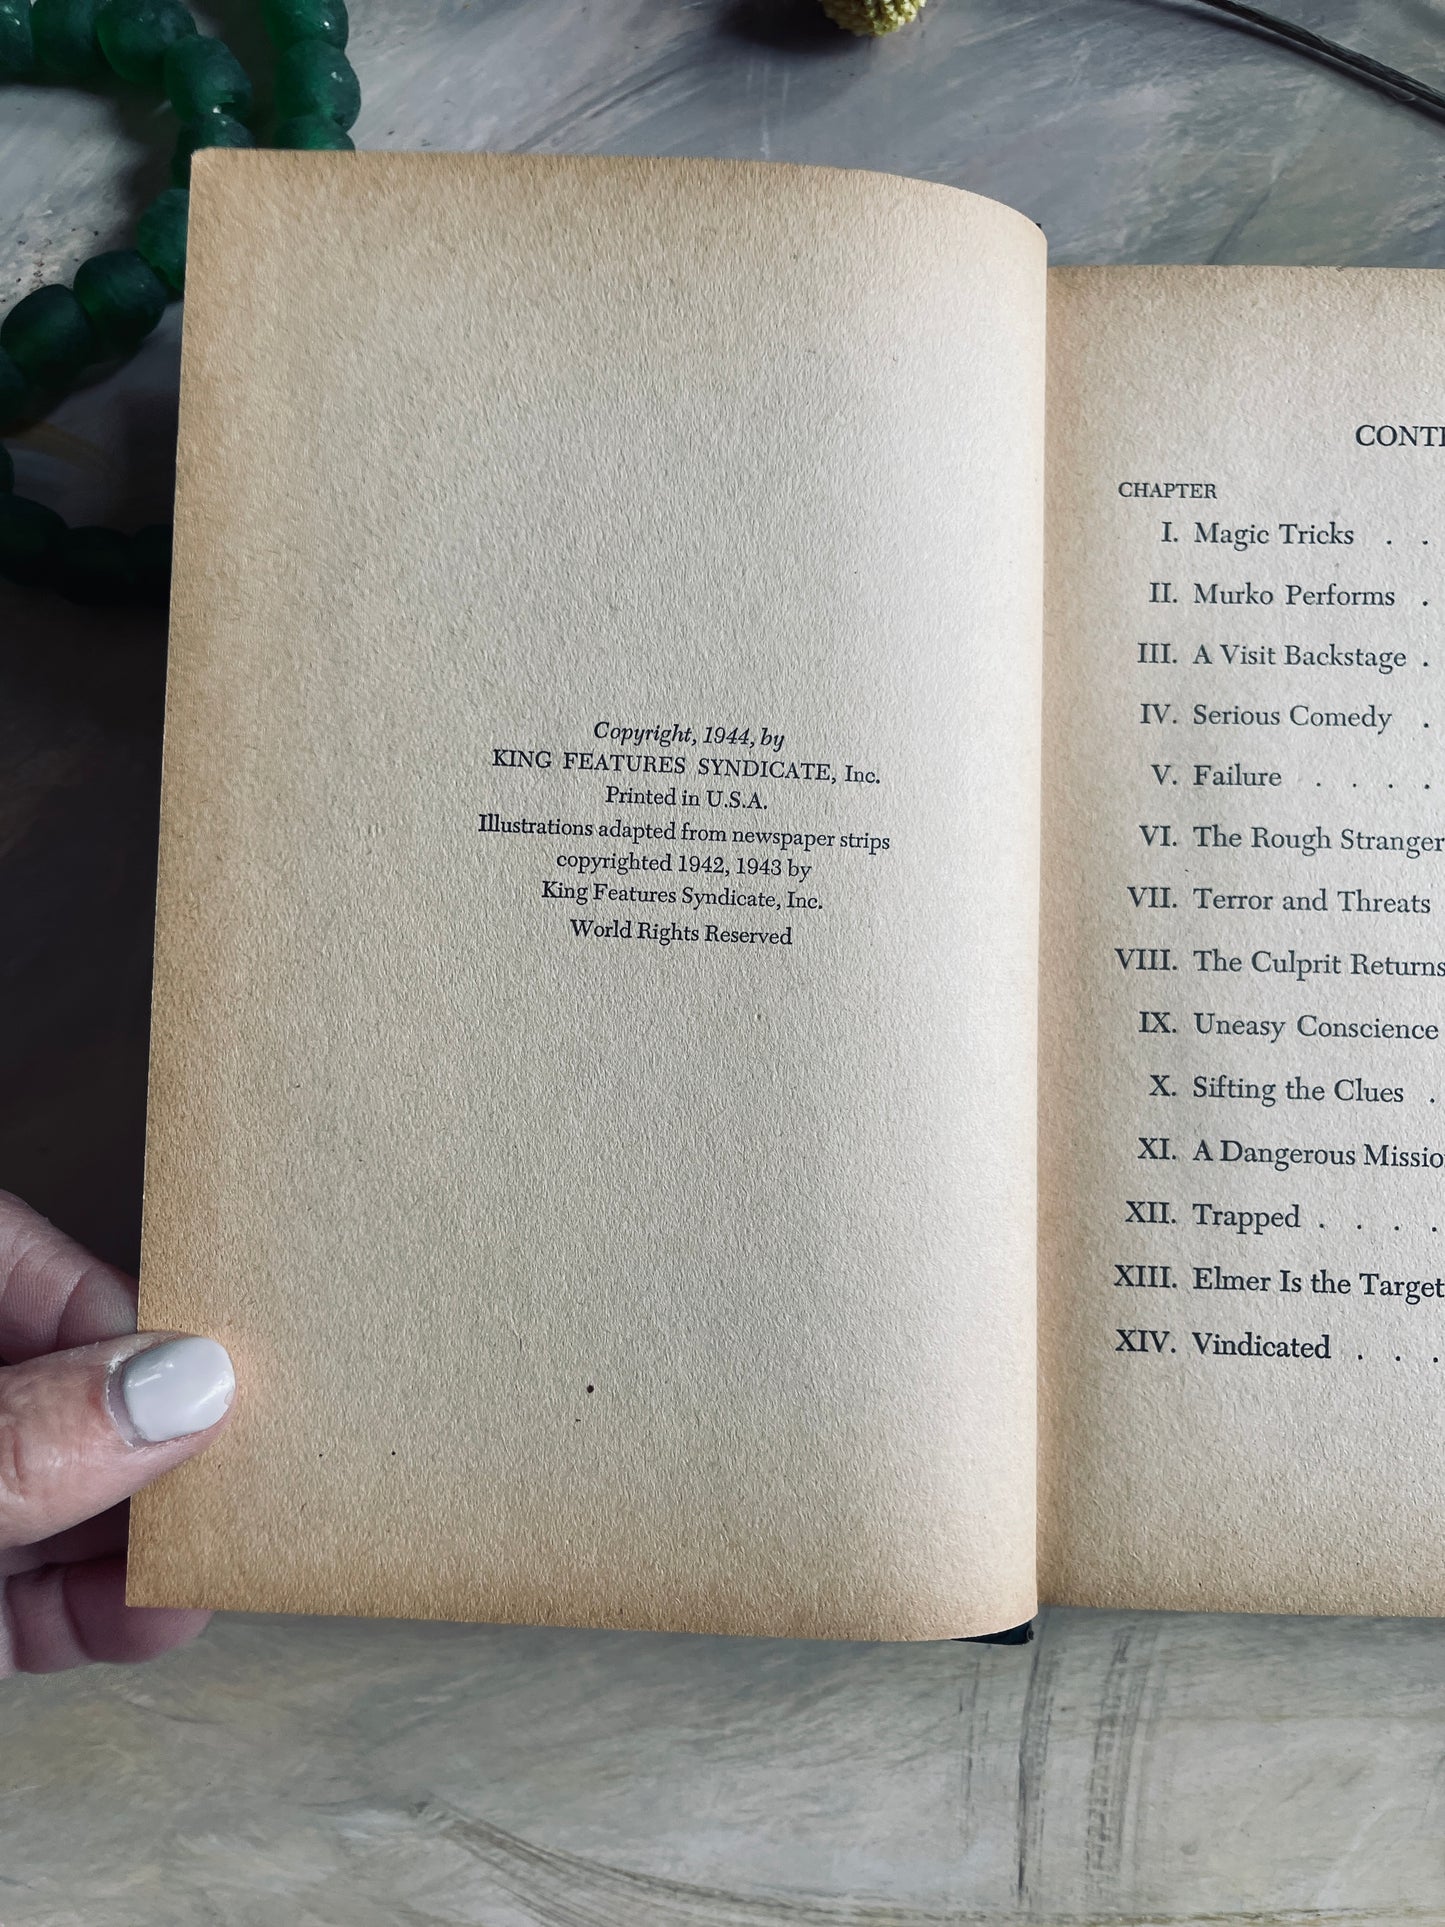 Copyright, 1944, by
KING FEATURES SYNDICATE, Inc.
Printed in U.S.A.
Illustrations adapted from newspaper strips
copyrighted 1942, 1943 by
King Features Syndicate, Inc.
World Rights Reserved
CONTE
CHAPTER
I. Magic Tricks . .
II. Murko Performs .
III. A Visit Backstage .
IV. Serious Comedy .
V. Failure . . . .
VI. The Rough Stranger
VII. Terror and Threats
VIII. The Culprit Returns
IX. Uneasy Conscience
X. Sifting the Clues .
XI. A Dangerous Missio
XII. Trapped . . . .
XIII. Elmer Is the Target
XIV. Vindicated . . .